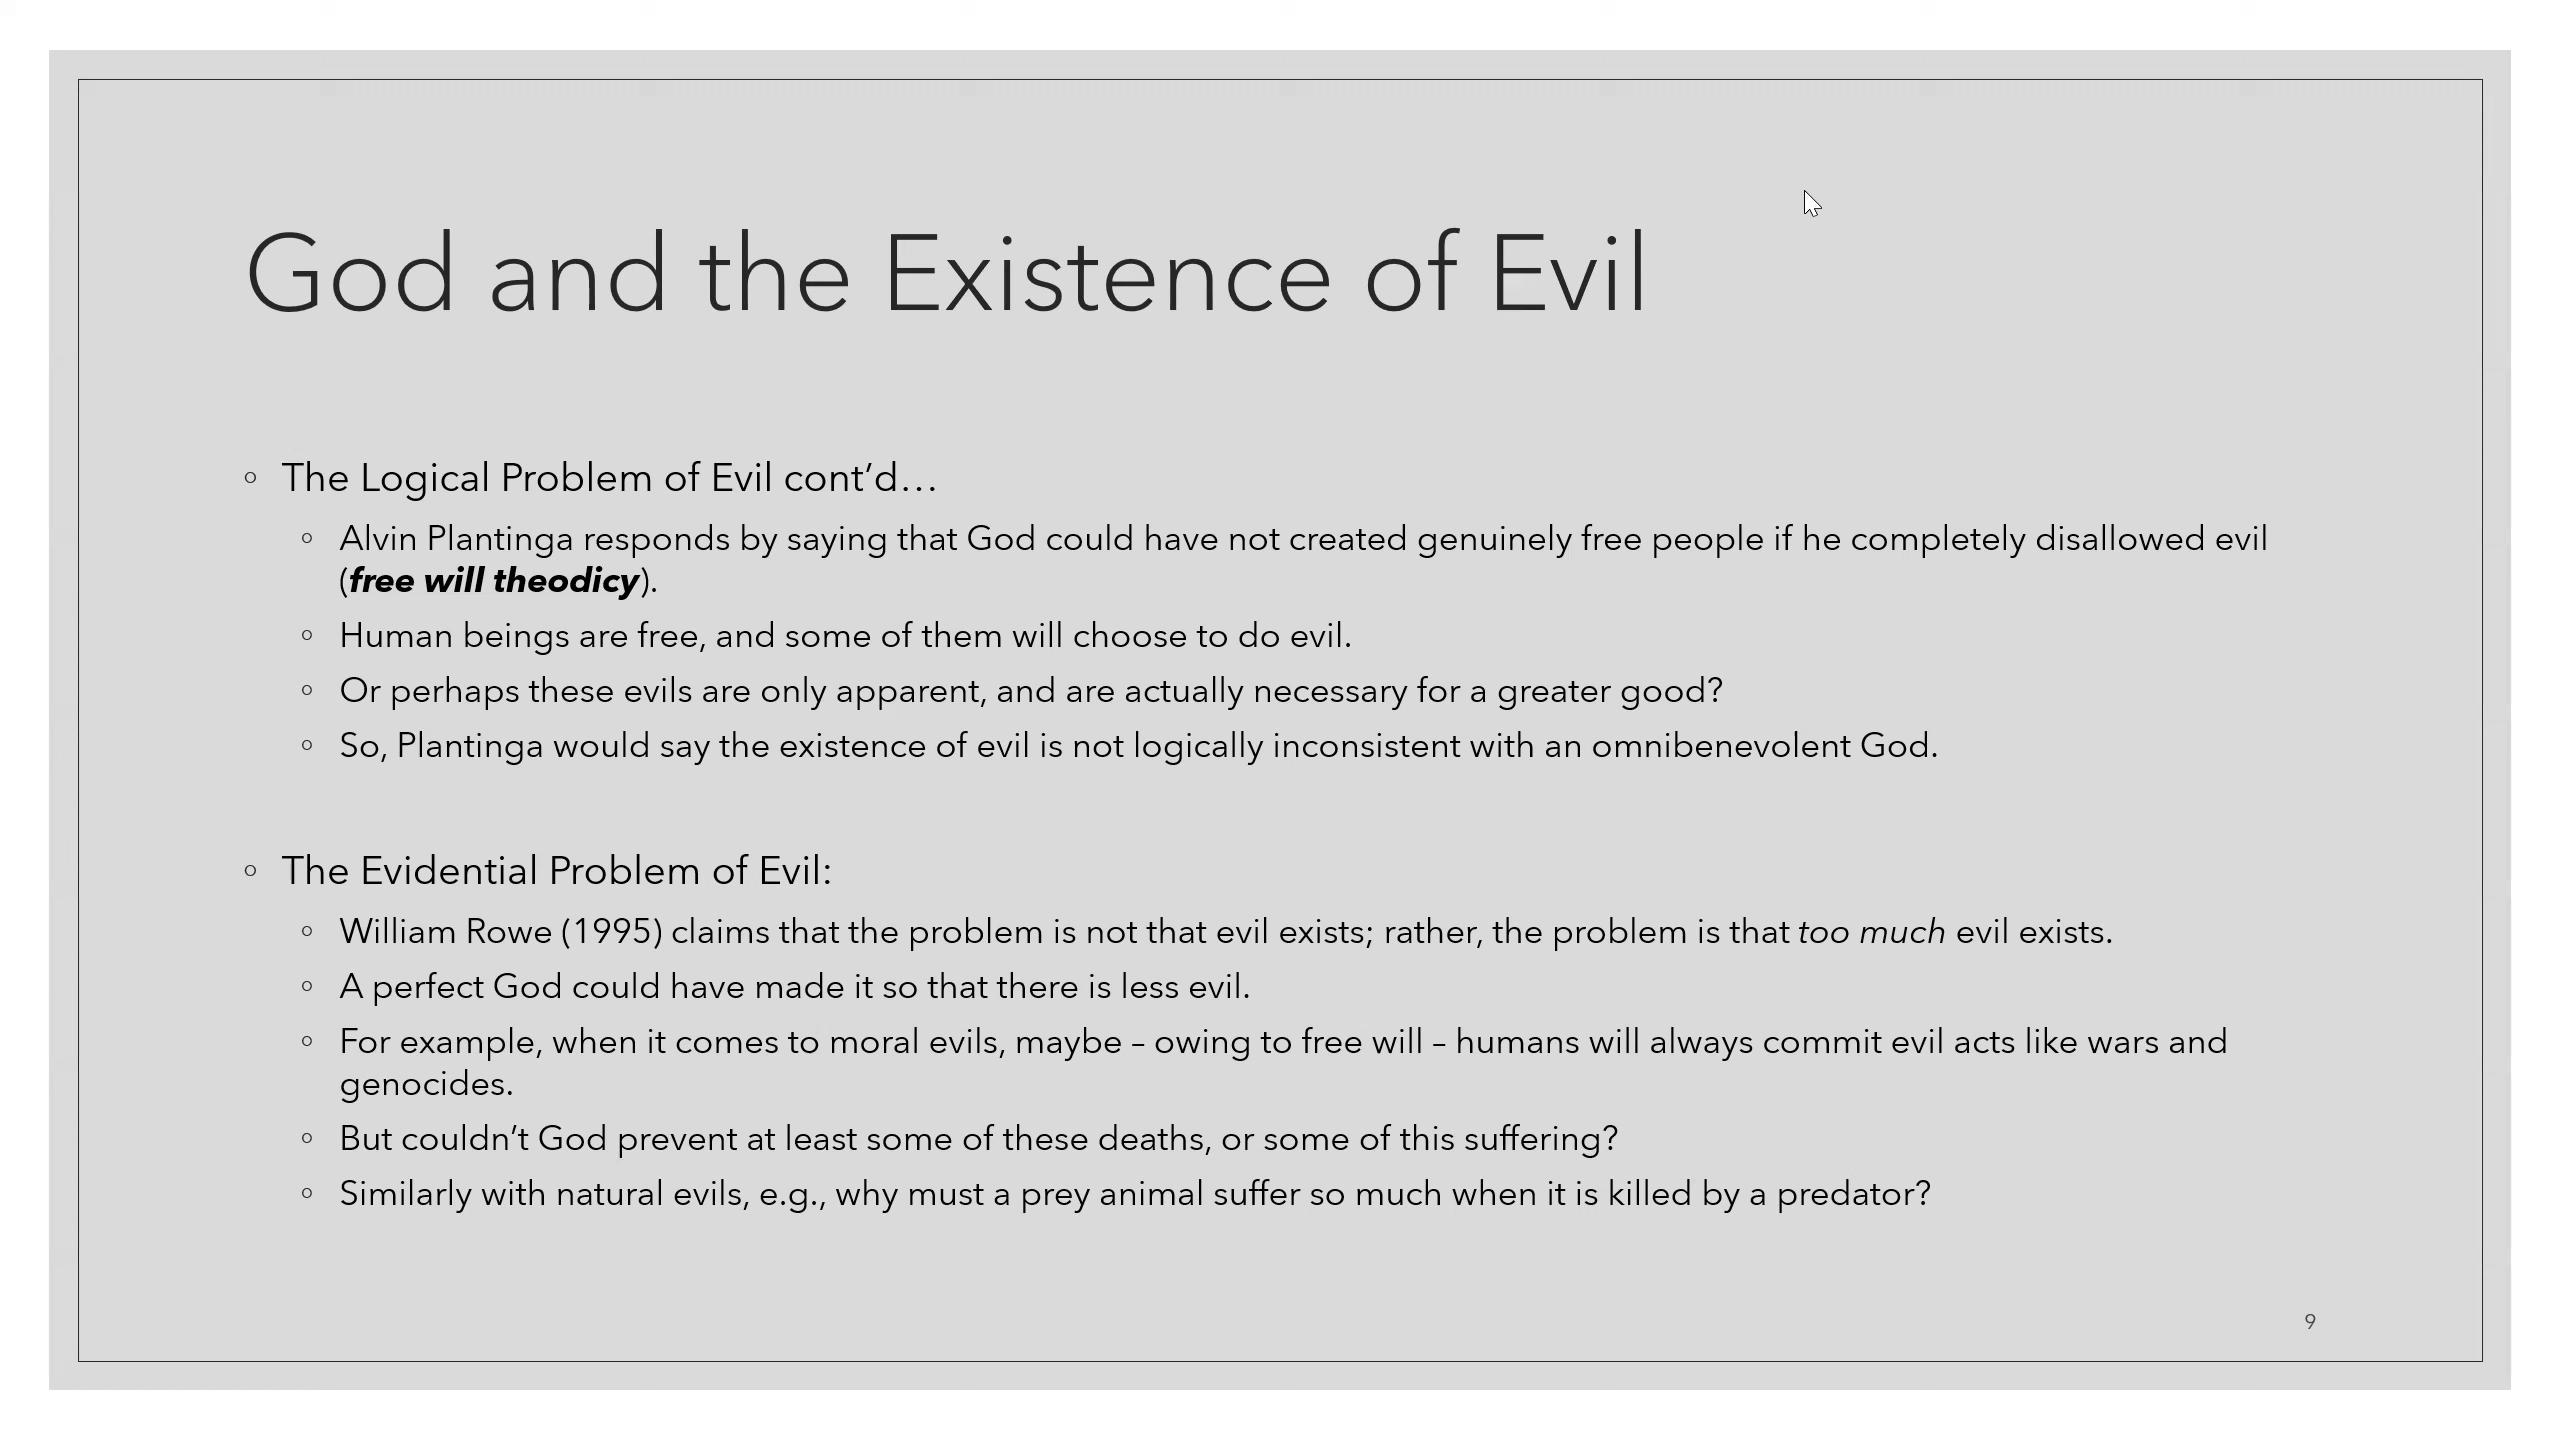 God and the Existence of Evil
◦ The Logical Problem of Evil cont’d…
◦ Alvin Plantinga responds by saying that God could have not created genuinely free people if he completely disallowed evil
(free will theodicy).
◦ Human beings are free, and some of them will choose to do evil.
◦ Or perhaps these evils are only apparent, and are actually necessary for a greater good?
◦ So, Plantinga would say the existence of evil is not logically inconsistent with an omnibenevolent God.
◦ The Evidential Problem of Evil:
◦ William Rowe (1995) claims that the problem is not that evil exists; rather, the problem is that too much evil exists.
◦ A perfect God could have made it so that there is less evil.
◦ For example, when it comes to moral evils, maybe – owing to free will – humans will always commit evil acts like wars and
genocides.
◦ But couldn’t God prevent at least some of these deaths, or some of this suffering?
◦ Similarly with natural evils, e.g., why must a prey animal suffer so much when it is killed by a predator?
9